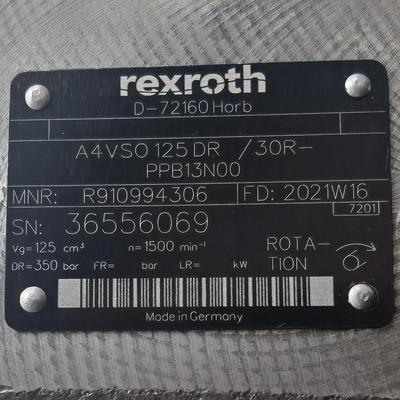 rexroth
D-72160 Horb
A4VSO 125 DR /30R-
PPB13N00
MNR: R910994306 FD: 2021W16
7201
SN: 36556069
Vg=125 cm³ n=1500 min⁻¹ ROTA-
DR=350 bar FR= bar LR= kW TION
Made in Germany